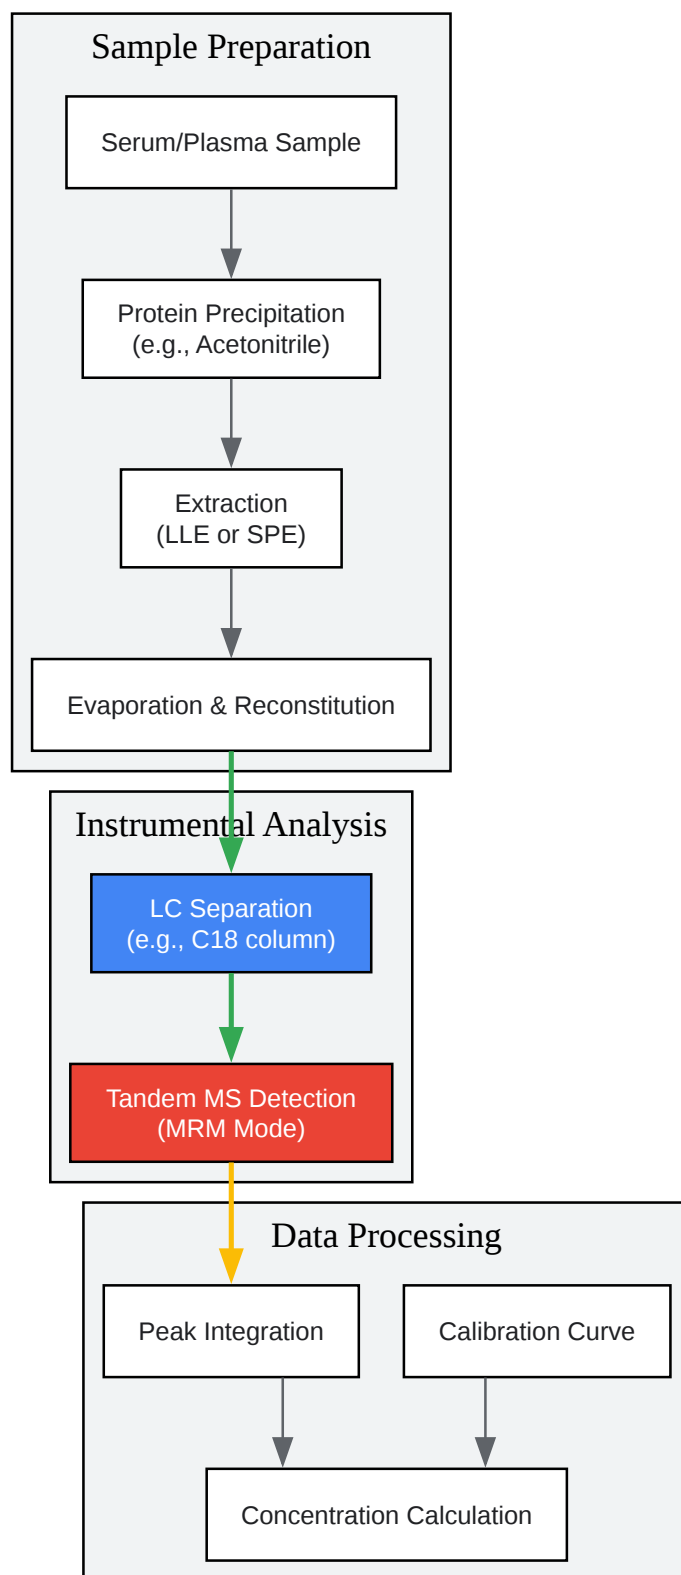 Sample Preparation
Serum/Plasma Sample
Protein Precipitation
(e.g., Acetonitrile)
Extraction
(LLE or SPE)
Evaporation & Reconstitution
Instrumental Analysis
LC Separation
(e.g., C18 column)
Tandem MS Detection
(MRM Mode)
Data Processing
Peak Integration
Calibration Curve
Concentration Calculation